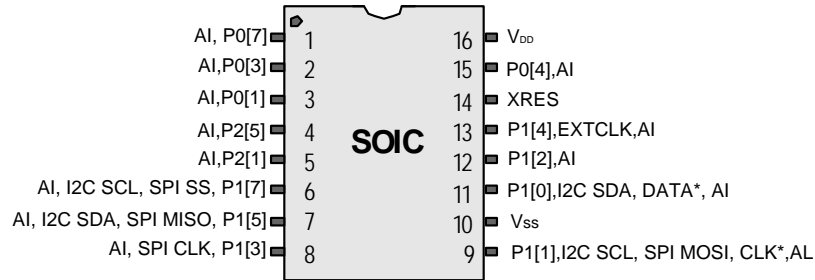 AI, P0[7] 1 16 VDD
AI,P0[3] 2 15 P0[4],AI
AI,P0[1] 3 14 XRES
AI,P2[5] 4 SOIC 13 P1[4],EXTCLK,AI
AI,P2[1] 5 12 P1[2],AI
AI, I2C SCL, SPI SS, P1[7] 6 11 P1[0],I2C SDA, DATA*, AI
AI, I2C SDA, SPI MISO, P1[5] 7 10 Vss
AI, SPI CLK, P1[3] 8 9 P1[1],I2C SCL, SPI MOSI, CLK*,AL